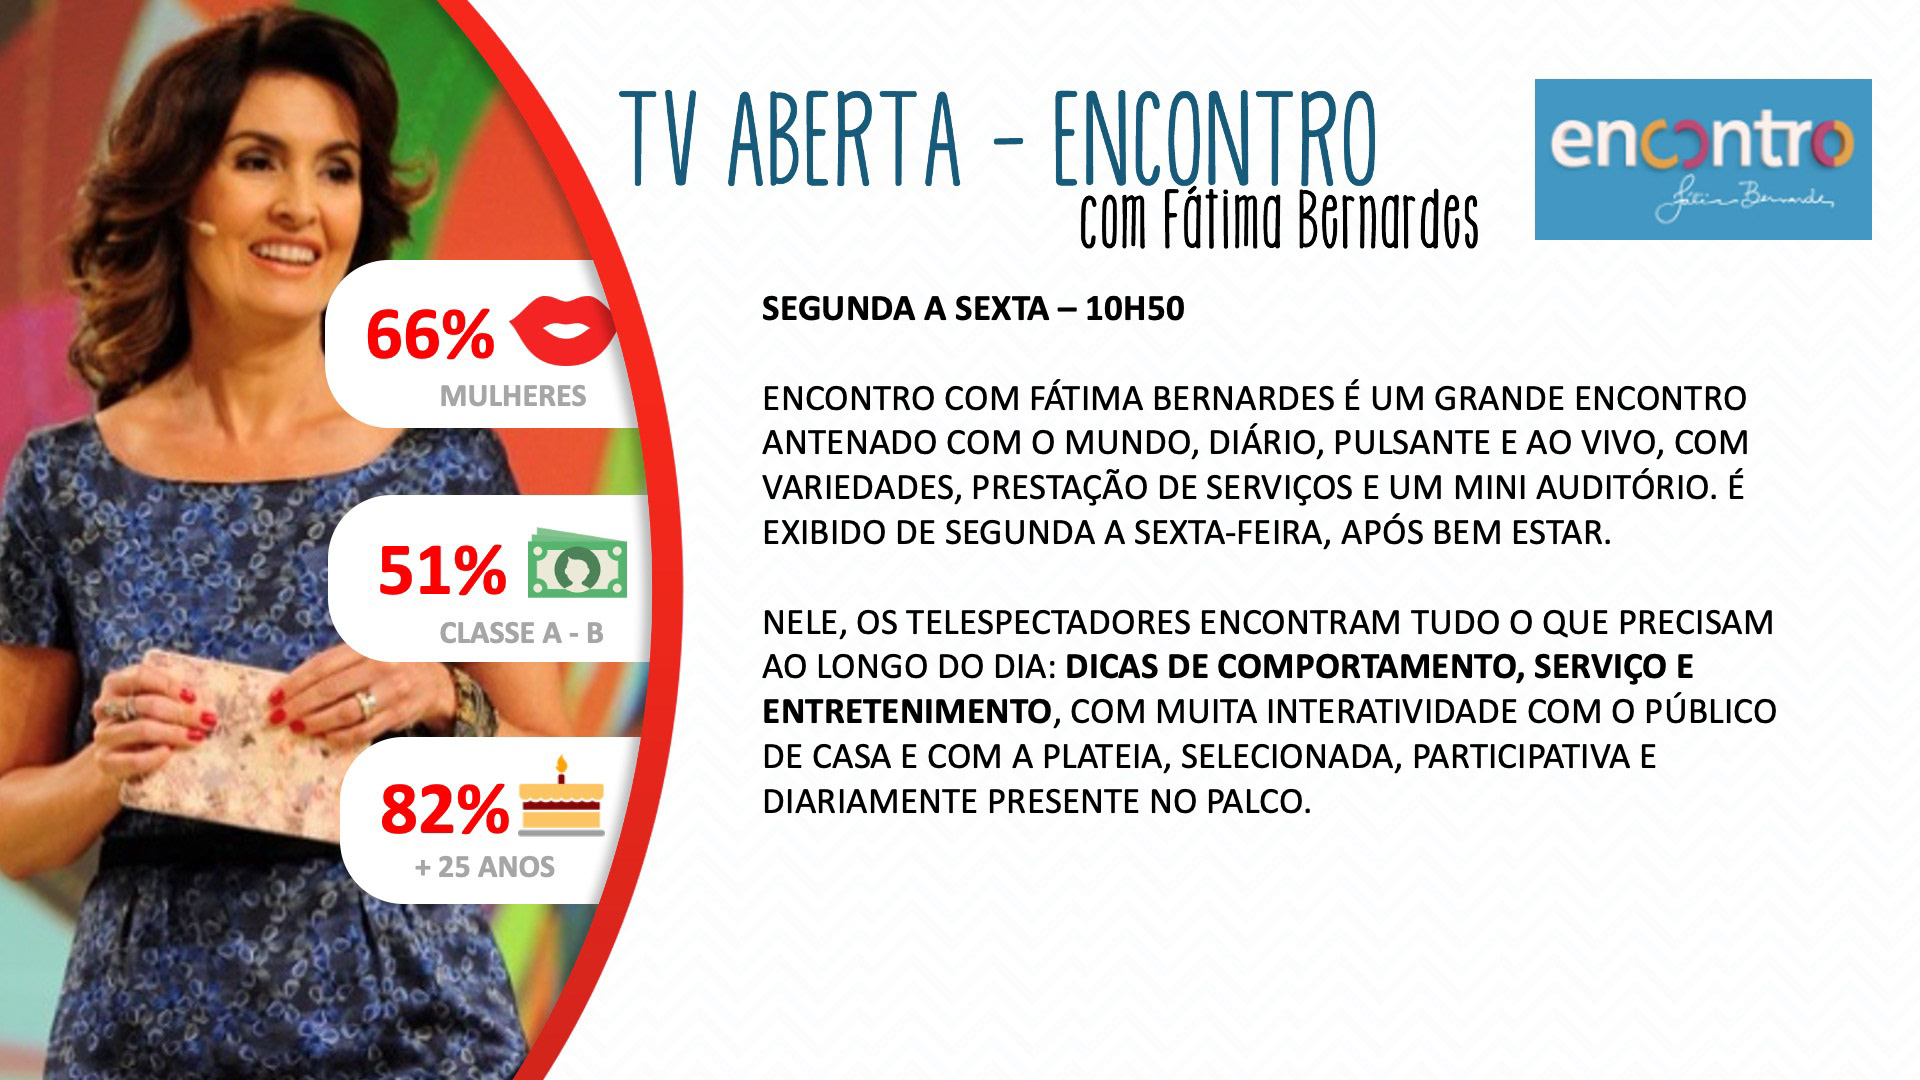 TV ABERTA - ENCONTRO
com Fátima Bernardes
encontro
Fátima Bernardes
66%
MULHERES
51%
CLASSE A - B
82%
+ 25 ANOS
SEGUNDA A SEXTA – 10H50
ENCONTRO COM FÁTIMA BERNARDES É UM GRANDE ENCONTRO
ANTENADO COM O MUNDO, DIÁRIO, PULSANTE E AO VIVO, COM
VARIEDADES, PRESTAÇÃO DE SERVIÇOS E UM MINI AUDITÓRIO. É
EXIBIDO DE SEGUNDA A SEXTA-FEIRA, APÓS BEM ESTAR.
NELE, OS TELESPECTADORES ENCONTRAM TUDO O QUE PRECISAM
AO LONGO DO DIA: DICAS DE COMPORTAMENTO, SERVIÇO E
ENTRETENIMENTO, COM MUITA INTERATIVIDADE COM O PÚBLICO
DE CASA E COM A PLATEIA, SELECIONADA, PARTICIPATIVA E
DIARIAMENTE PRESENTE NO PALCO.